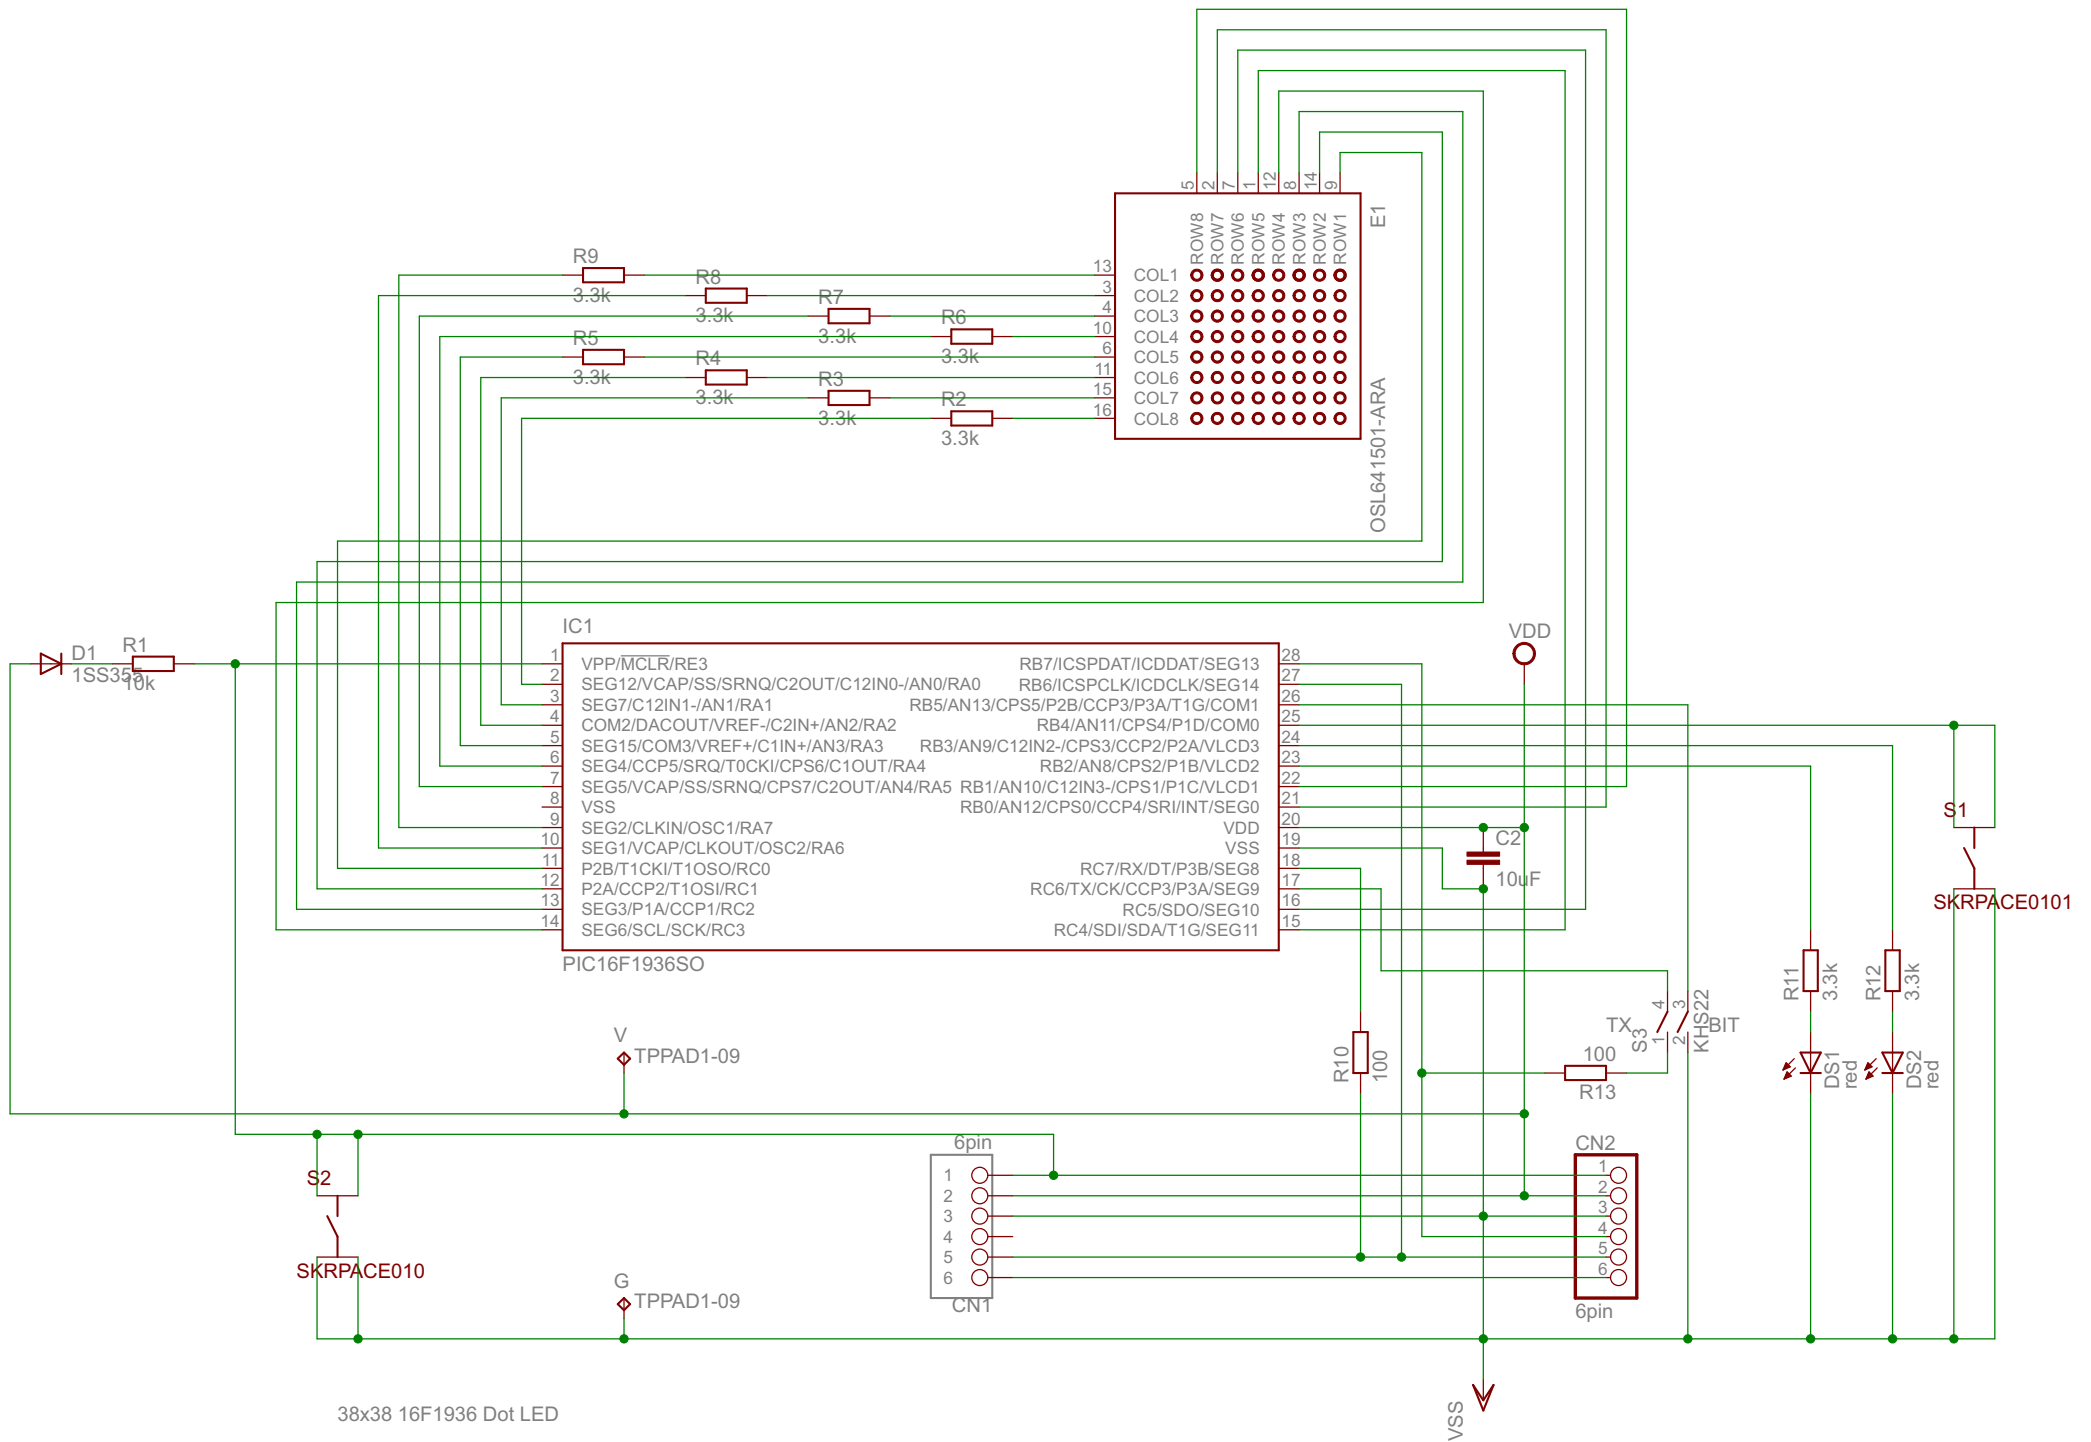 5 2 7 1 12 8 14 9
ROW8 ROW7 ROW6 ROW5 ROW4 ROW3 ROW2 ROW1
E1
OSL641501-ARA
R9
3.3k
13 COL1
R8
3.3k
3 COL2
R7
3.3k
4 COL3
R6
3.3k
10 COL4
R5
3.3k
6 COL5
R4
3.3k
11 COL6
R3
3.3k
15 COL7
R2
3.3k
16 COL8
IC1
VDD
D1
1SS355
R1
10k
1 VPP/MCLR/RE3
2 SEG12/VCAP/SS/SRNQ/C2OUT/C12IN0-/AN0/RA0
3 SEG7/C12IN1-/AN1/RA1
4 COM2/DACOUT/VREF-/C2IN+/AN2/RA2
5 SEG15/COM3/VREF+/C1IN+/AN3/RA3
6 SEG4/CCP5/SRQ/T0CKI/CPS6/C1OUT/RA4
7 SEG5/VCAP/SS/SRNQ/CPS7/C2OUT/AN4/RA5
8 VSS
9 SEG2/CLKIN/OSC1/RA7
10 SEG1/VCAP/CLKOUT/OSC2/RA6
11 P2B/T1CKI/T1OSO/RC0
12 P2A/CCP2/T1OSI/RC1
13 SEG3/P1A/CCP1/RC2
14 SEG6/SCL/SCK/RC3
RB7/ICSPDAT/ICDDAT/SEG13 28
RB6/ICSPCLK/ICDCLK/SEG14 27
RB5/AN13/CPS5/P2B/CCP3/P3A/T1G/COM1 26
RB4/AN11/CPS4/P1D/COM0 25
RB3/AN9/C12IN2-/CPS3/CCP2/P2A/VLCD3 24
RB2/AN8/CPS2/P1B/VLCD2 23
RB1/AN10/C12IN3-/CPS1/P1C/VLCD1 22
RB0/AN12/CPS0/CCP4/SRI/INT/SEG0 21
VDD 20
VSS 19
RC7/RX/DT/P3B/SEG8 18
RC6/TX/CK/CCP3/P3A/SEG9 17
RC5/SDO/SEG10 16
RC4/SDI/SDA/T1G/SEG11 15
PIC16F1936SO
C2
10uF
S1
SKRPACE0101
R11
3.3k
R12
3.3k
DS1
red
DS2
red
TX
BIT
S3
KHS22
4 3
1 2
R10
100
100
R13
V
TPPAD1-09
S2
SKRPACE010
G
TPPAD1-09
6pin
1
2
3
4
5
6
CN1
CN2
1
2
3
4
5
6
6pin
VSS
38x38 16F1936 Dot LED